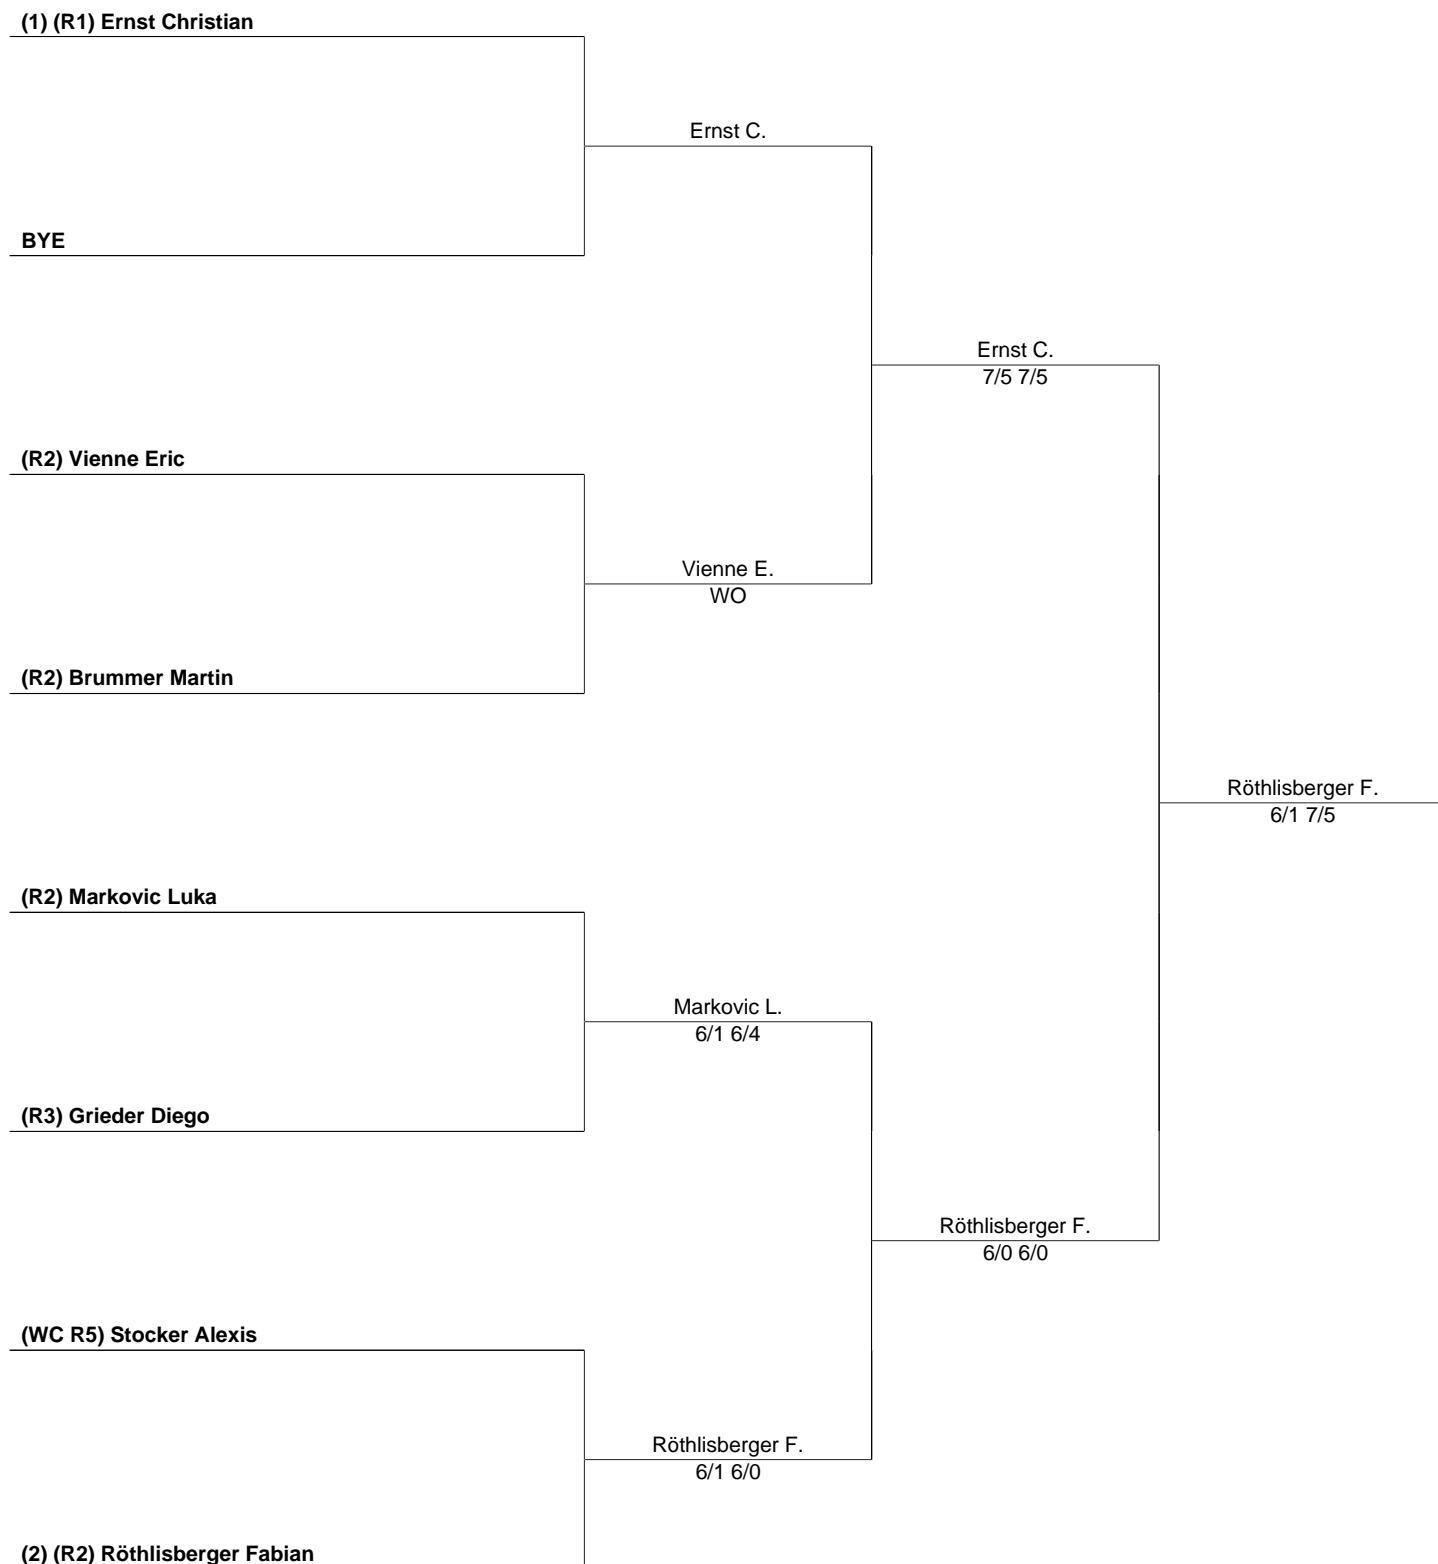 (1) (R1) Ernst Christian
Ernst C.
BYE
Ernst C.
7/5 7/5
(R2) Vienne Eric
Vienne E.
WO
(R2) Brummer Martin
Röthlisberger F.
6/1 7/5
(R2) Markovic Luka
Markovic L.
6/1 6/4
(R3) Grieder Diego
Röthlisberger F.
6/0 6/0
(WC R5) Stocker Alexis
Röthlisberger F.
6/1 6/0
(2) (R2) Röthlisberger Fabian